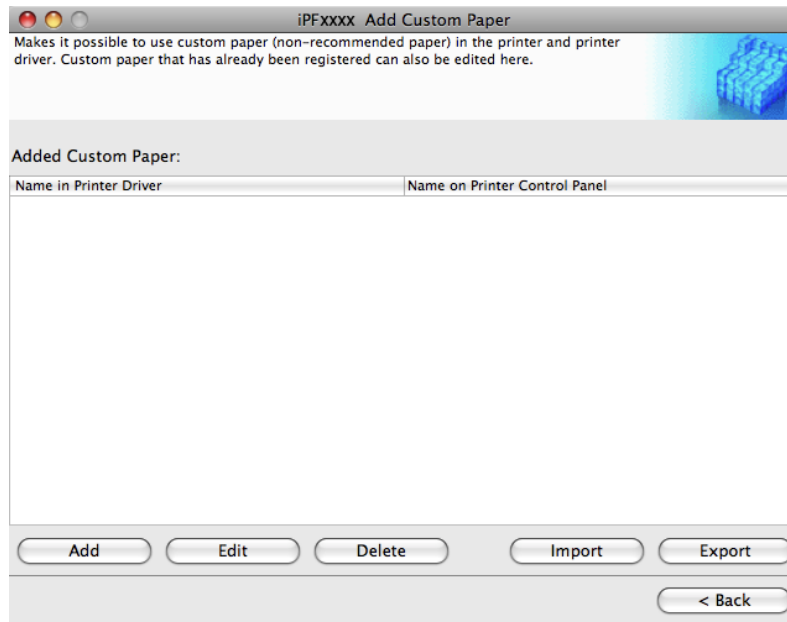 iPFxxxx Add Custom Paper
Makes it possible to use custom paper (non-recommended paper) in the printer and printer
driver. Custom paper that has already been registered can also be edited here.
Added Custom Paper:
Name in Printer Driver Name on Printer Control Panel
Add Edit Delete Import Export
< Back